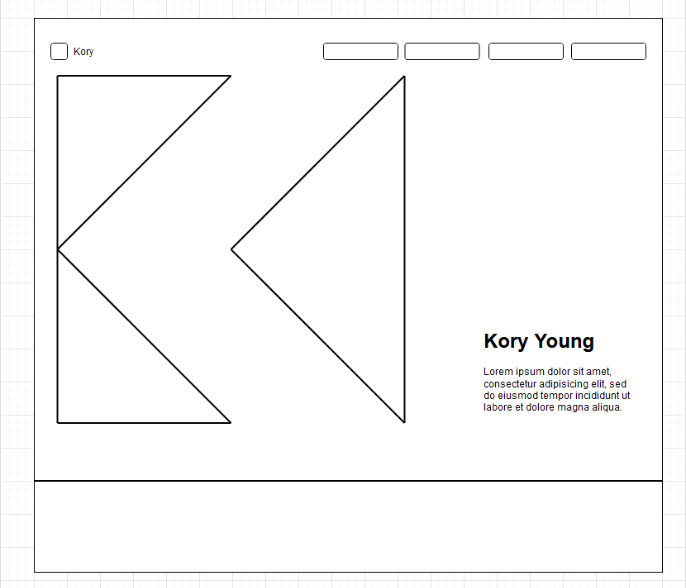 Kory
Kory Young
Lorem ipsum dolor sit amet,
consectetur adipisicing elit, sed
do eiusmod tempor incididunt ut
labore et dolore magna aliqua.